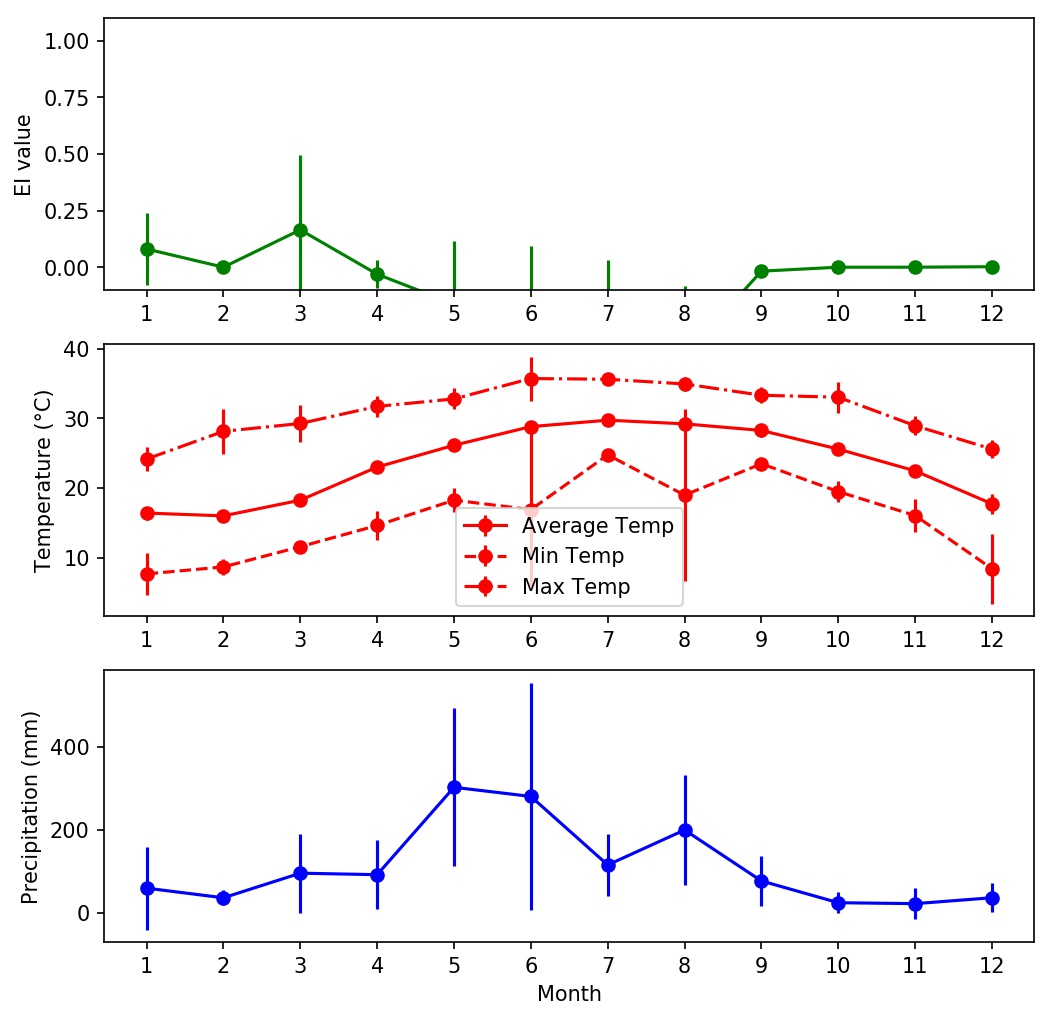 1.00
0.75
0.50
0.25
0.00
EI value
1 2 3 4 5 6 7 8 9 10 11 12
40
30
20
10
Temperature (°C)
Average Temp
Min Temp
Max Temp
1 2 3 4 5 6 7 8 9 10 11 12
400
200
0
Precipitation (mm)
1 2 3 4 5 6 7 8 9 10 11 12
Month